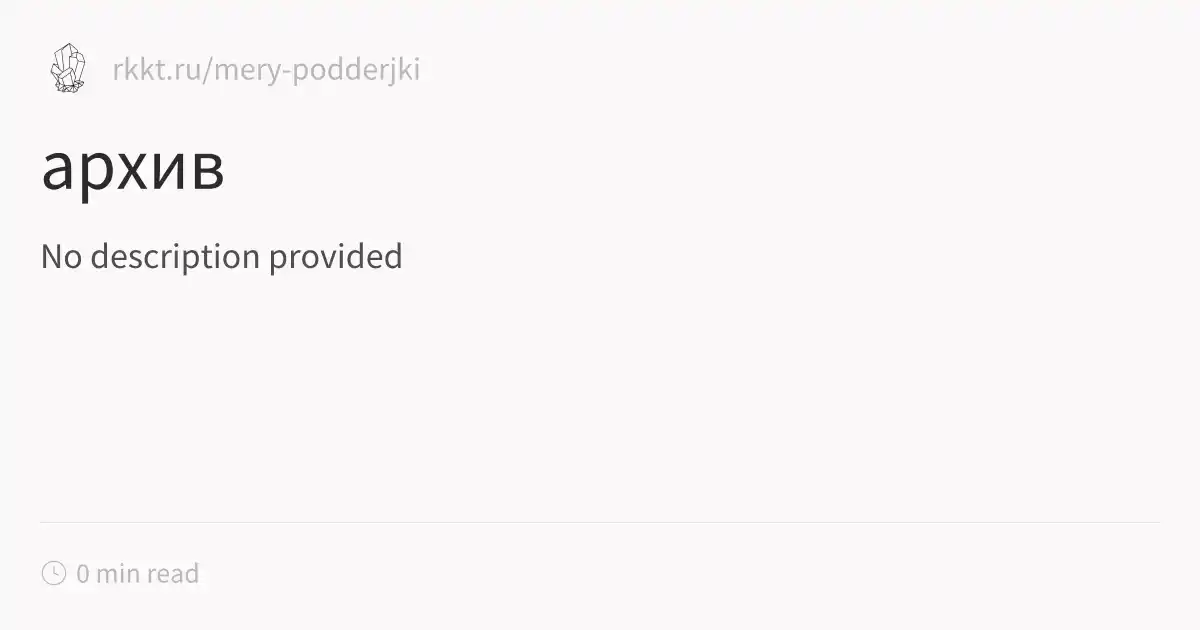 rkkt.ru/mery-podderjki
архив
No description provided
0 min read